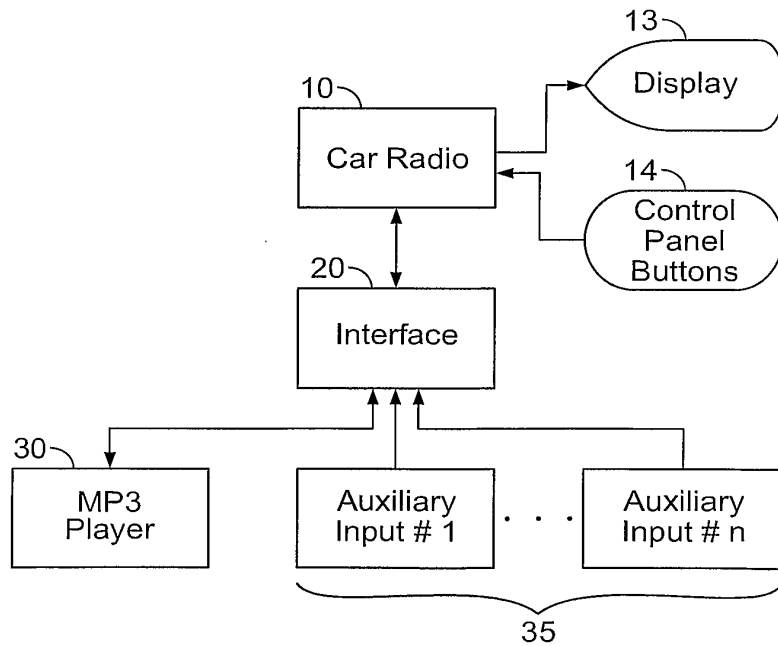 13
Display
10
Car Radio
14
Control
Panel
Buttons
20
Interface
30
MP3
Player
Auxiliary
Input # 1
. . .
Auxiliary
Input # n
35